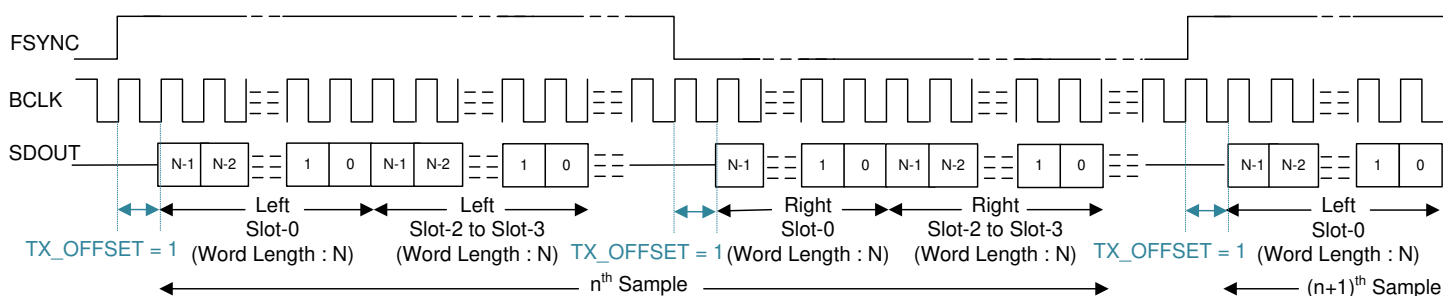 FSYNC
BCLK
SDOUT
N-1 N-2 1 0 N-1 N-2 1 0 N-1 1 0 N-1 N-2 1 0 N-1 N-2 1 0
Left Left Right Right Left
TX_OFFSET = 1 Slot-0 Slot-2 to Slot-3 TX_OFFSET = 1 Slot-0 Slot-2 to Slot-3 TX_OFFSET = 1 Slot-0
(Word Length : N) (Word Length : N) (Word Length : N) (Word Length : N) (Word Length : N)
nth Sample (n+1)th Sample